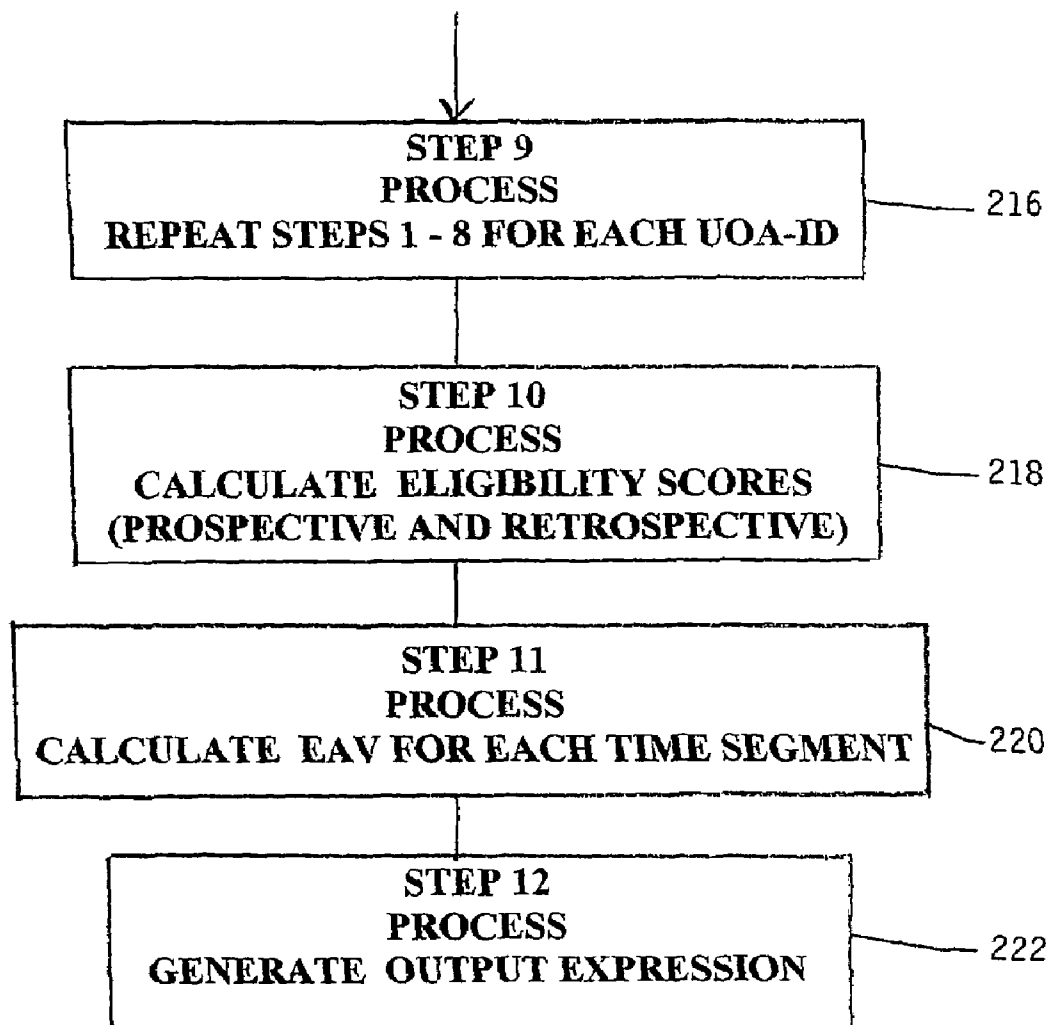 STEP 9
PROCESS
REPEAT STEPS 1 - 8 FOR EACH UOA-ID
216
STEP 10
PROCESS
CALCULATE ELIGIBILITY SCORES
(PROSPECTIVE AND RETROSPECTIVE)
218
STEP 11
PROCESS
CALCULATE EAV FOR EACH TIME SEGMENT
220
STEP 12
PROCESS
GENERATE OUTPUT EXPRESSION
222